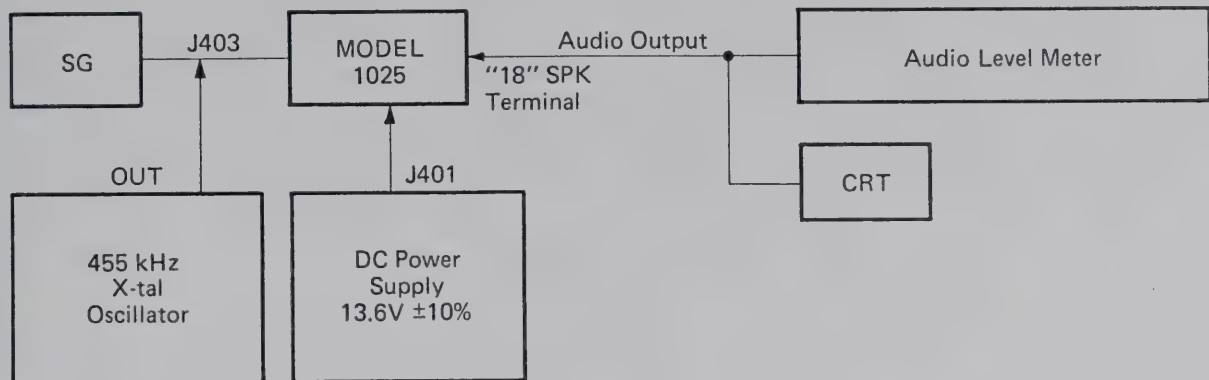 SG
J403
MODEL
1025
Audio Output
"18" SPK
Terminal
Audio Level Meter
OUT
J401
CRT
455 kHz
X-tal
Oscillator
DC Power
Supply
13.6V ±10%